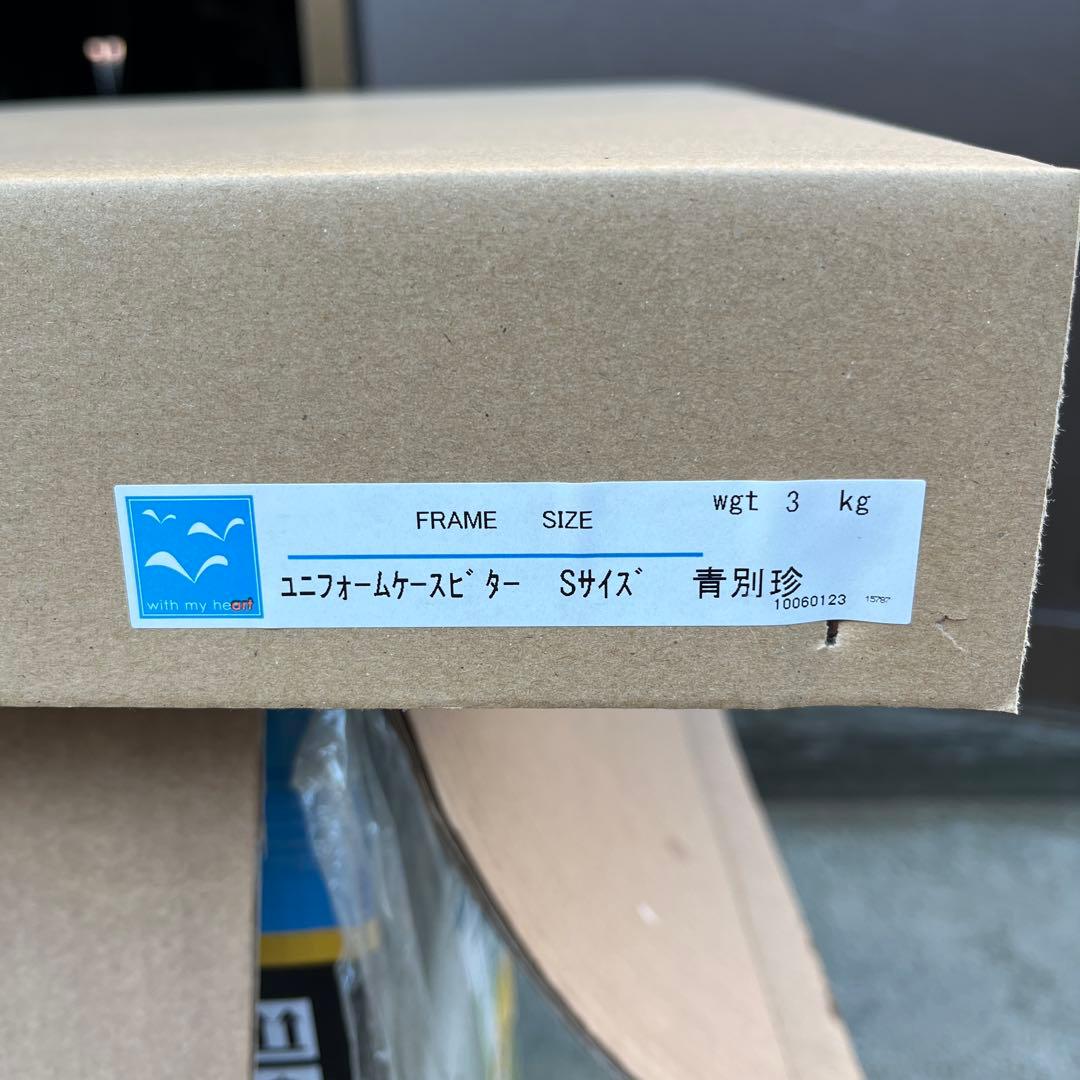 wgt 3 kg
FRAME SIZE
ユニフォームケースビター Sサイズ 青別珍
with my heart
10060123 15787